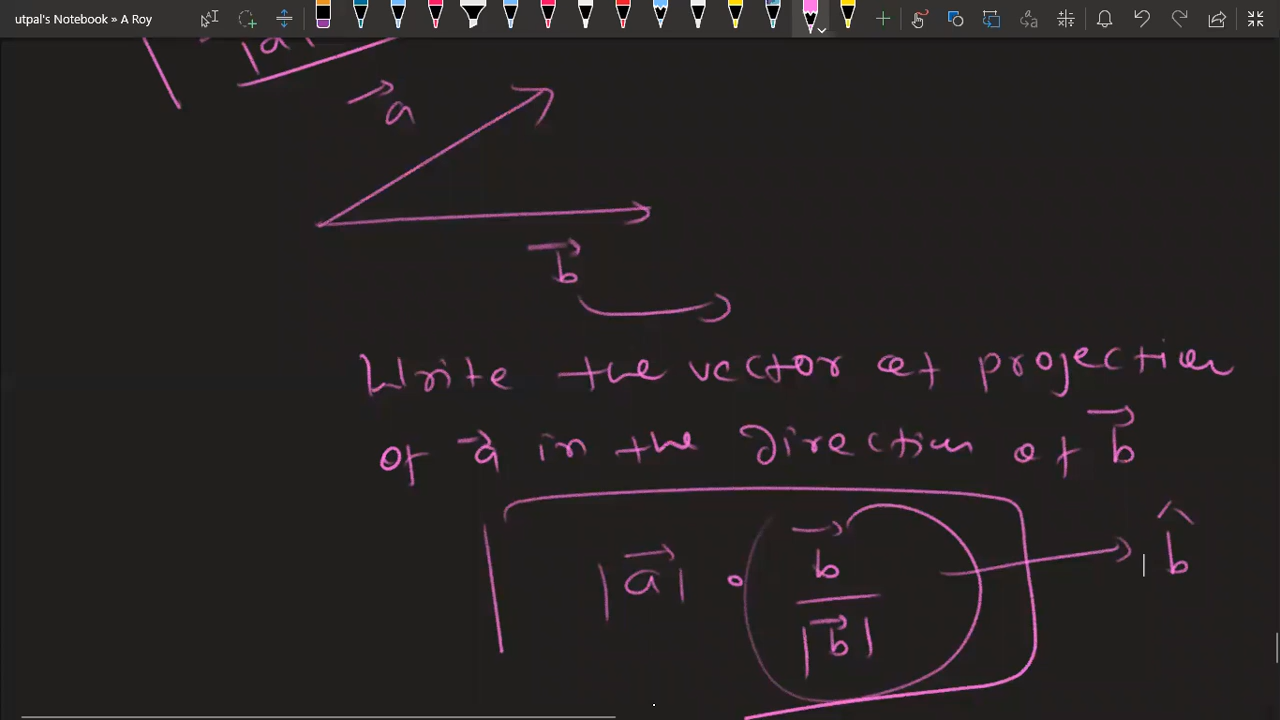 utpal's Notebook » A Roy
|a|
→a
→b
Write the vector of projection
of →a in the direction of →b
|→a| • →b / |→b| → b̂